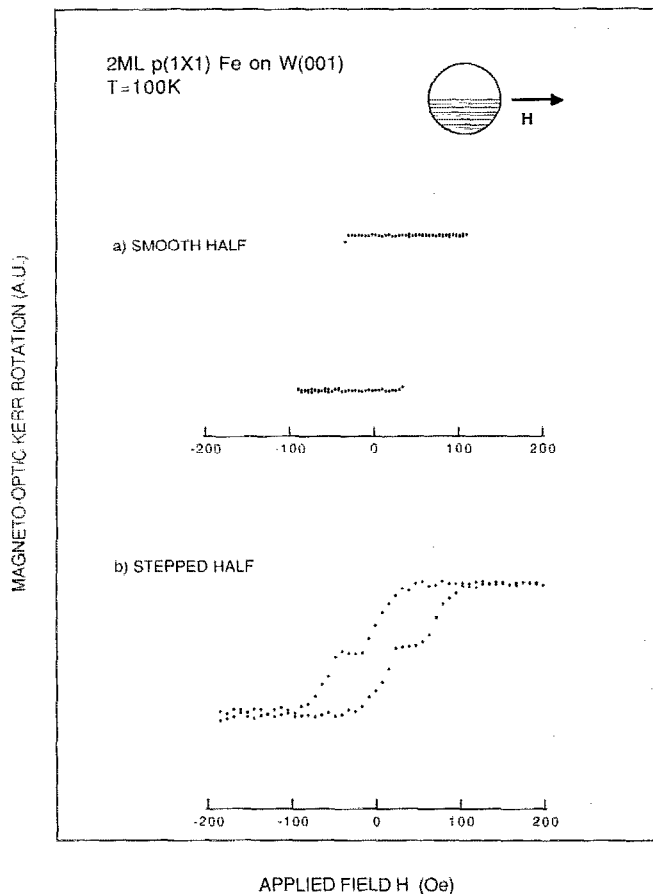 2ML p(1X1) Fe on W(001)
T=100K
H
a) SMOOTH HALF
-200 -100 0 100 200
b) STEPPED HALF
-200 -100 0 100 200
MAGNETO-OPTIC KERR ROTATION (A.U.)
APPLIED FIELD H (Oe)